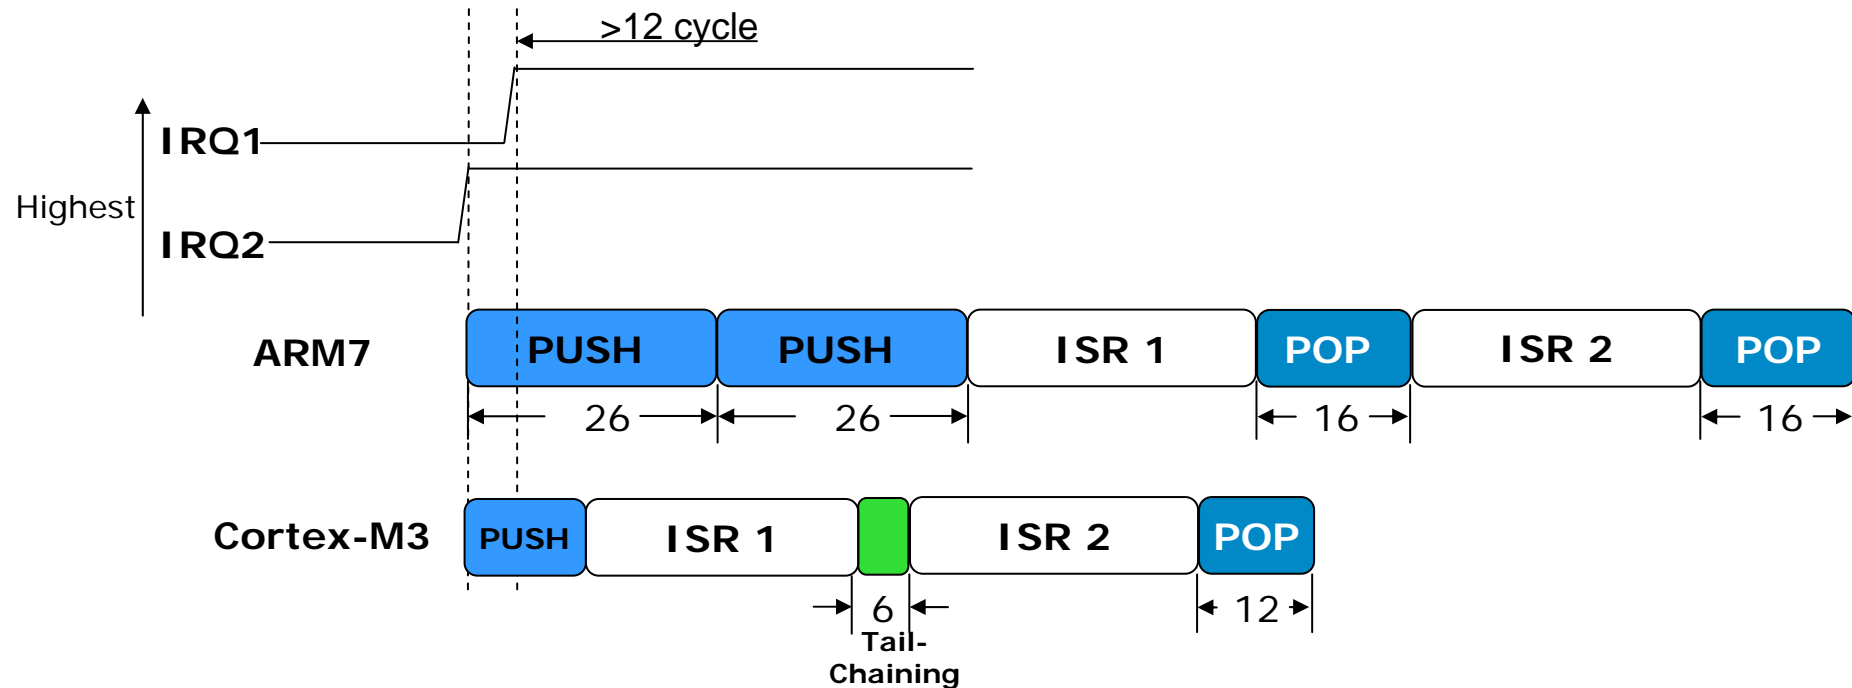 >12 cycle
IRQ1
Highest
IRQ2
ARM7 PUSH PUSH ISR 1 POP ISR 2 POP
26 26 16 16
Cortex-M3 PUSH ISR 1 ISR 2 POP
6 12
Tail-
Chaining